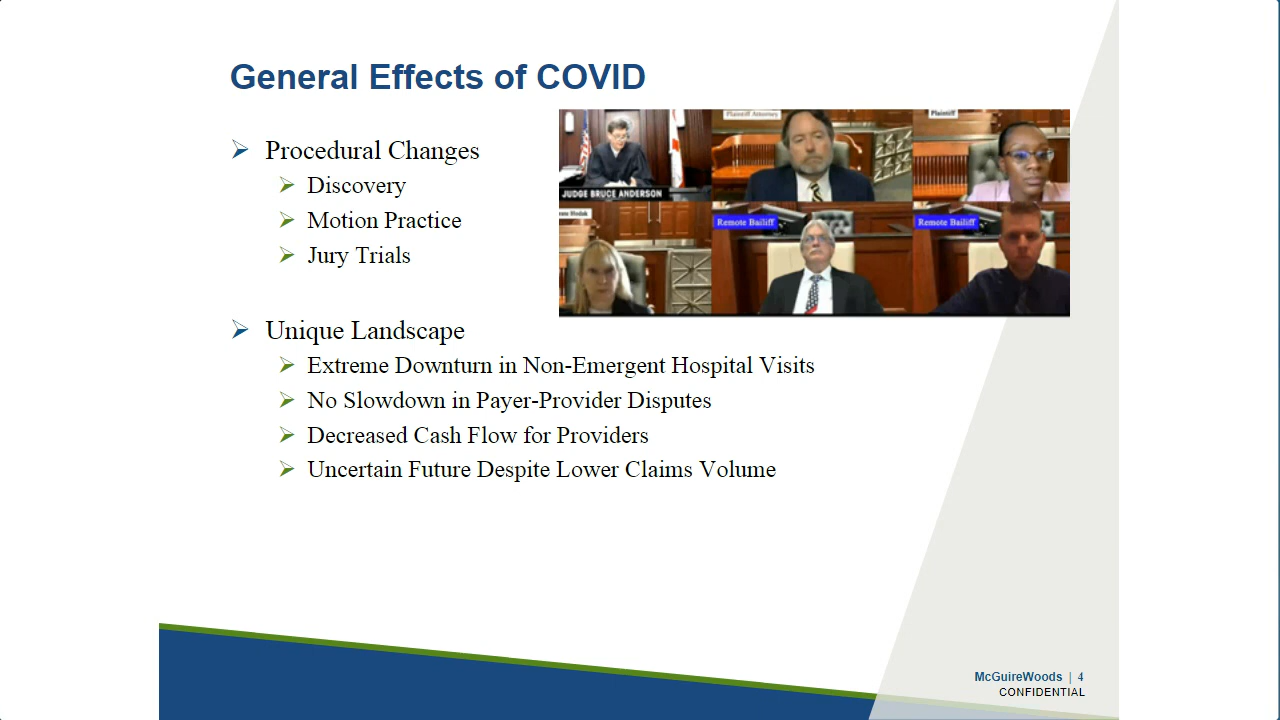 General Effects of COVID
Procedural Changes
Discovery
Motion Practice
Jury Trials
Plaintiff Attorney
Plaintiff
JUDGE BRUCE ANDERSON
Remote Bailiff
Remote Bailiff
Unique Landscape
Extreme Downturn in Non-Emergent Hospital Visits
No Slowdown in Payer-Provider Disputes
Decreased Cash Flow for Providers
Uncertain Future Despite Lower Claims Volume
McGuireWoods | 4
CONFIDENTIAL